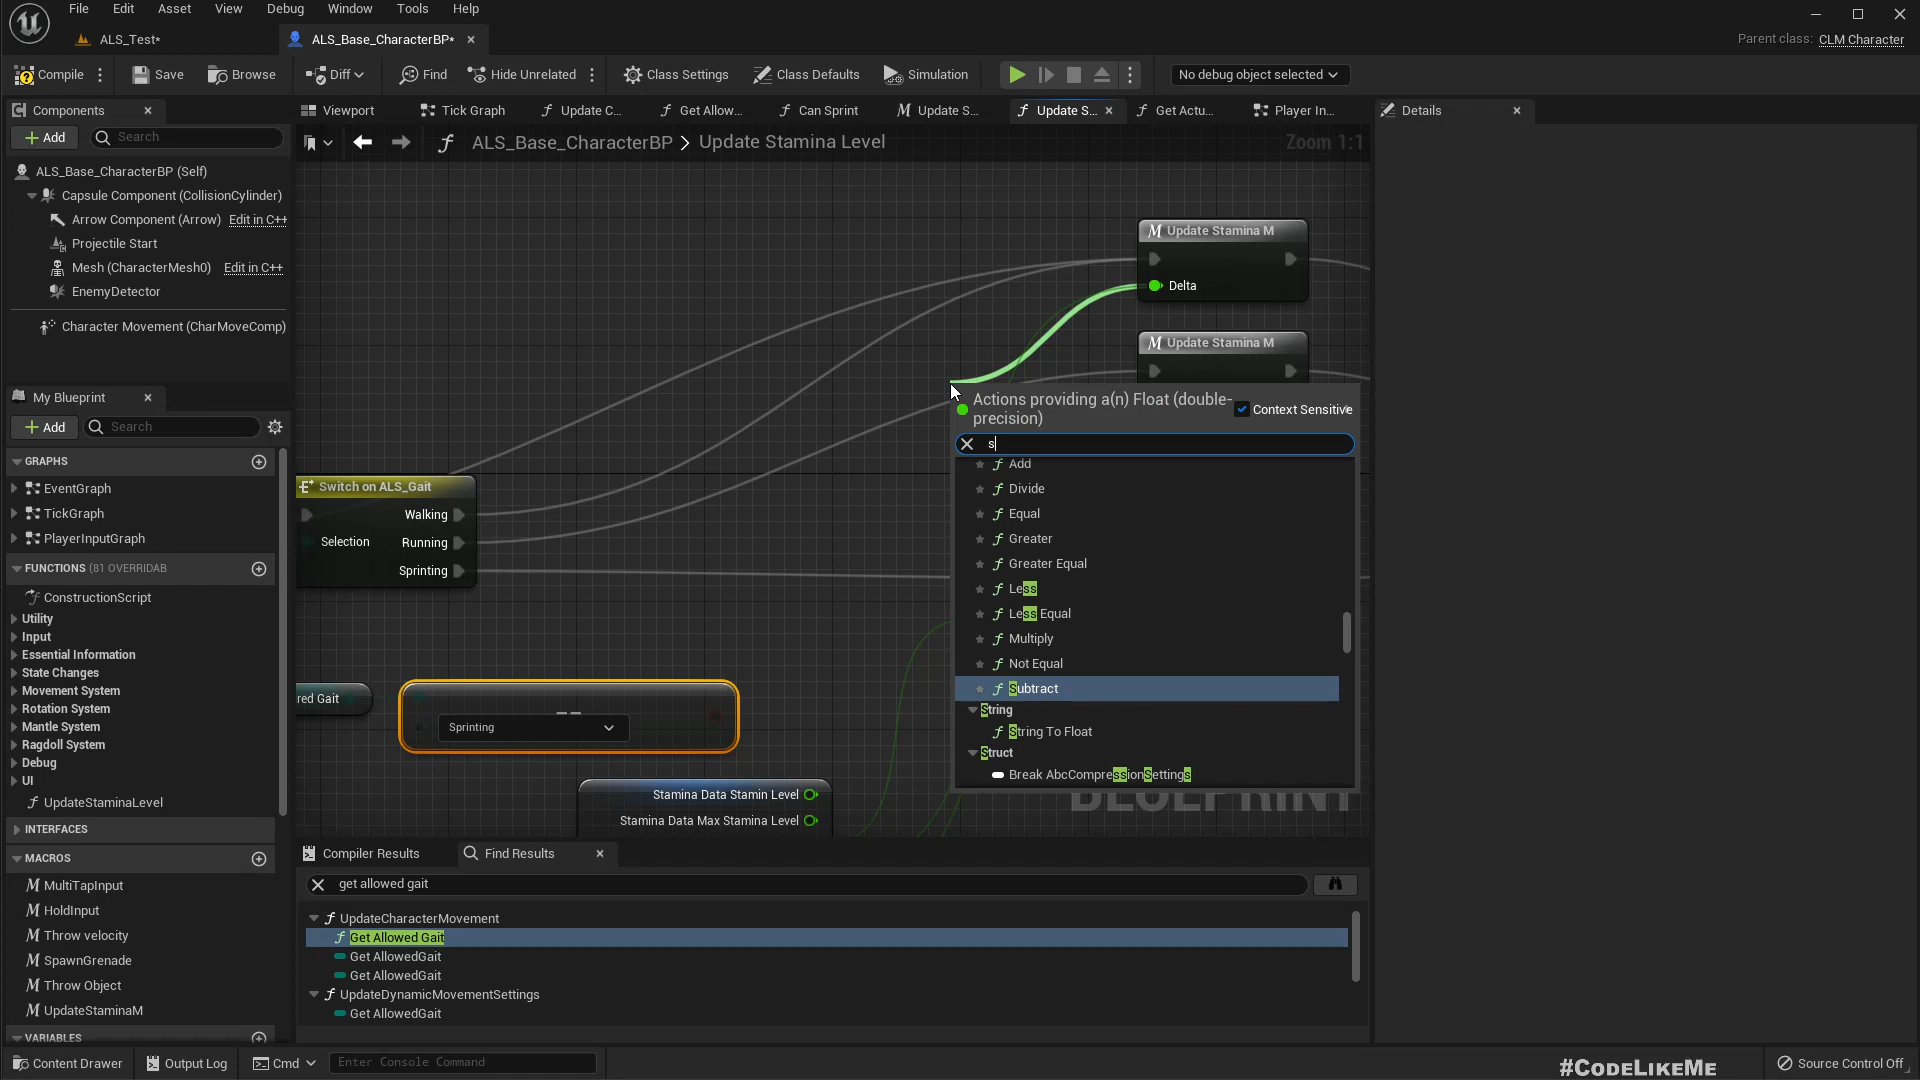 File Edit Asset View Debug Window Tools Help
ALS_Test*
ALS_Base_CharacterBP*
Parent class: CLM Character
Compile
Save
Browse
Diff
Find
Hide Unrelated
Class Settings
Class Defaults
Simulation
No debug object selected
Components
Viewport
Tick Graph
Update C...
Get Allow...
Can Sprint
Update S...
Update S...
Get Actu...
Player In...
Details
Add
Search
ALS_Base_CharacterBP > Update Stamina Level
Zoom 1:1
ALS_Base_CharacterBP (Self)
Capsule Component (CollisionCylinder)
Arrow Component (Arrow) Edit in C++
Projectile Start
Mesh (CharacterMesh0) Edit in C++
EnemyDetector
Character Movement (CharMoveComp)
My Blueprint
Add
Search
GRAPHS
EventGraph
TickGraph
PlayerInputGraph
FUNCTIONS (81 OVERRIDAB
ConstructionScript
Utility
Input
Essential Information
State Changes
Movement System
Rotation System
Mantle System
Ragdoll System
Debug
UI
UpdateStaminaLevel
INTERFACES
MACROS
MultiTapInput
HoldInput
Throw velocity
SpawnGrenade
Throw Object
UpdateStaminaM
VARIABLES
Update Stamina M
Delta
Update Stamina M
Switch on ALS_Gait
Walking
Selection
Running
Sprinting
red Gait
==
Sprinting
Stamina Data Stamin Level
Stamina Data Max Stamina Level
Actions providing a(n) Float (double-
precision)
Context Sensitive
s
Add
Divide
Equal
Greater
Greater Equal
Less
Less Equal
Multiply
Not Equal
Subtract
String
String To Float
Struct
Break AbcCompressionSettings
BLUEPRINT
Compiler Results
Find Results
get allowed gait
UpdateCharacterMovement
Get Allowed Gait
Get AllowedGait
Get AllowedGait
UpdateDynamicMovementSettings
Get AllowedGait
Content Drawer
Output Log
Cmd
Enter Console Command
#CODELIKEME
Source Control Off